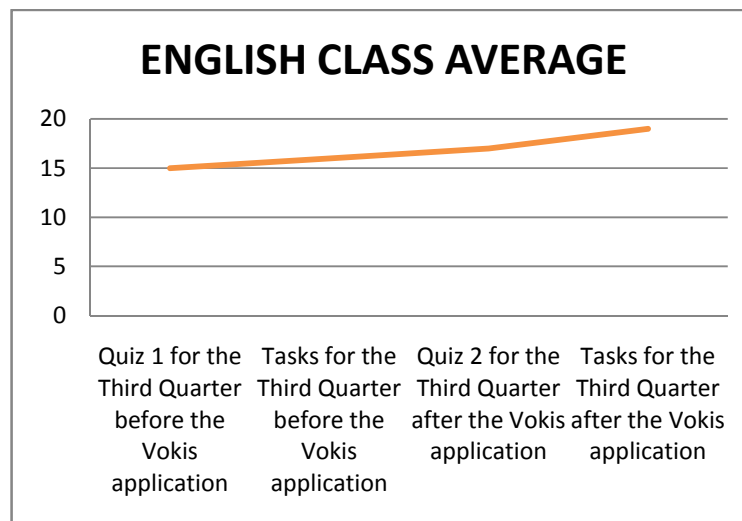 ENGLISH CLASS AVERAGE
20
15
10
5
0
Quiz 1 for the
Third Quarter
before the
Vokis
application
Tasks for the
Third Quarter
before the
Vokis
application
Quiz 2 for the
Third Quarter
after the Vokis
application
Tasks for the
Third Quarter
after the Vokis
application